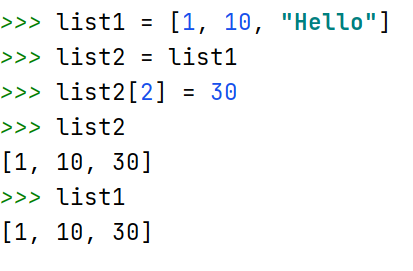 >>> list1 = [1, 10, "Hello"]
>>> list2 = list1
>>> list2[2] = 30
>>> list2
[1, 10, 30]
>>> list1
[1, 10, 30]